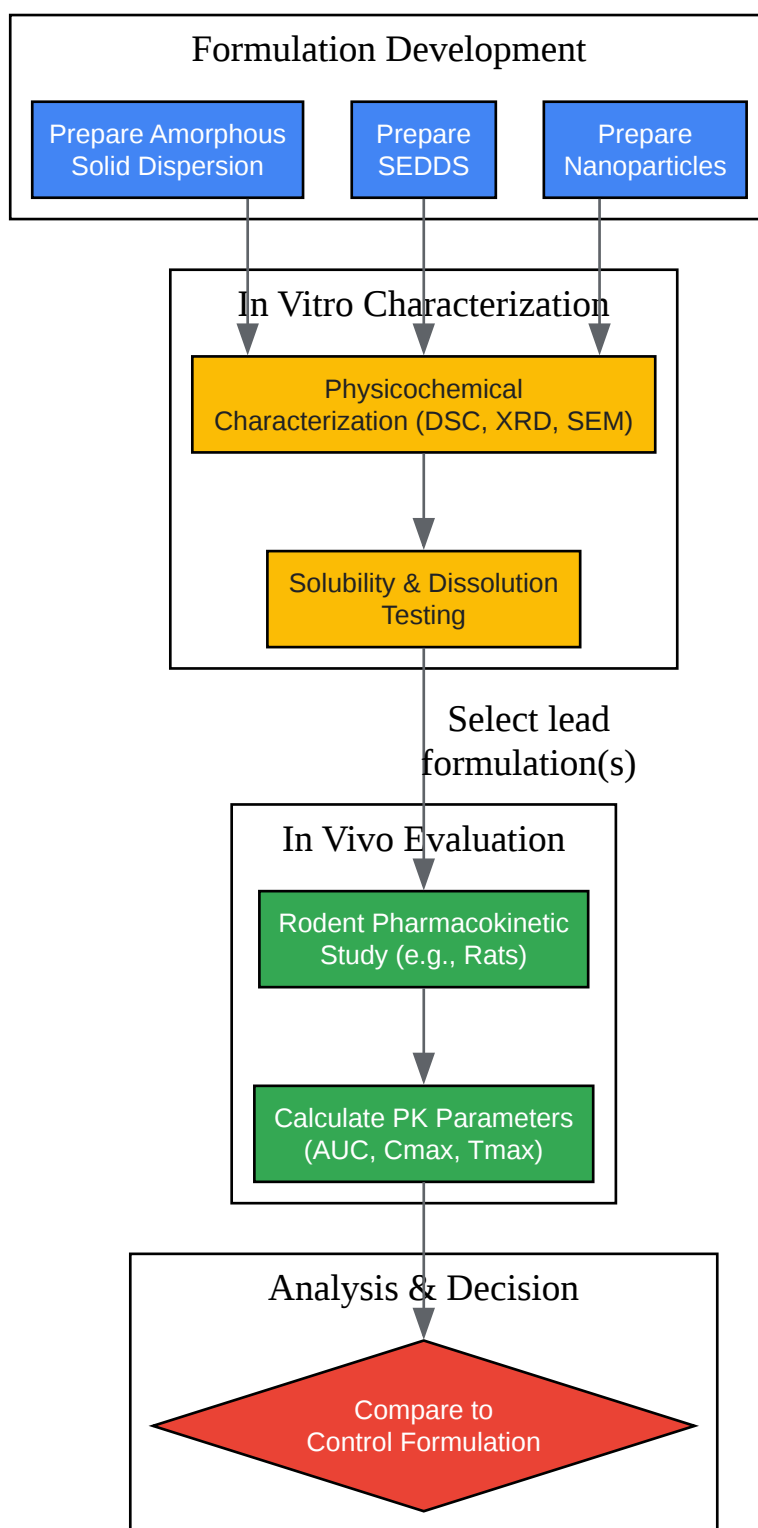 Formulation Development
Prepare Amorphous
Solid Dispersion
Prepare
SEDDS
Prepare
Nanoparticles
In Vitro Characterization
Physicochemical
Characterization (DSC, XRD, SEM)
Solubility & Dissolution
Testing
Select lead
formulation(s)
In Vivo Evaluation
Rodent Pharmacokinetic
Study (e.g., Rats)
Calculate PK Parameters
(AUC, Cmax, Tmax)
Analysis & Decision
Compare to
Control Formulation